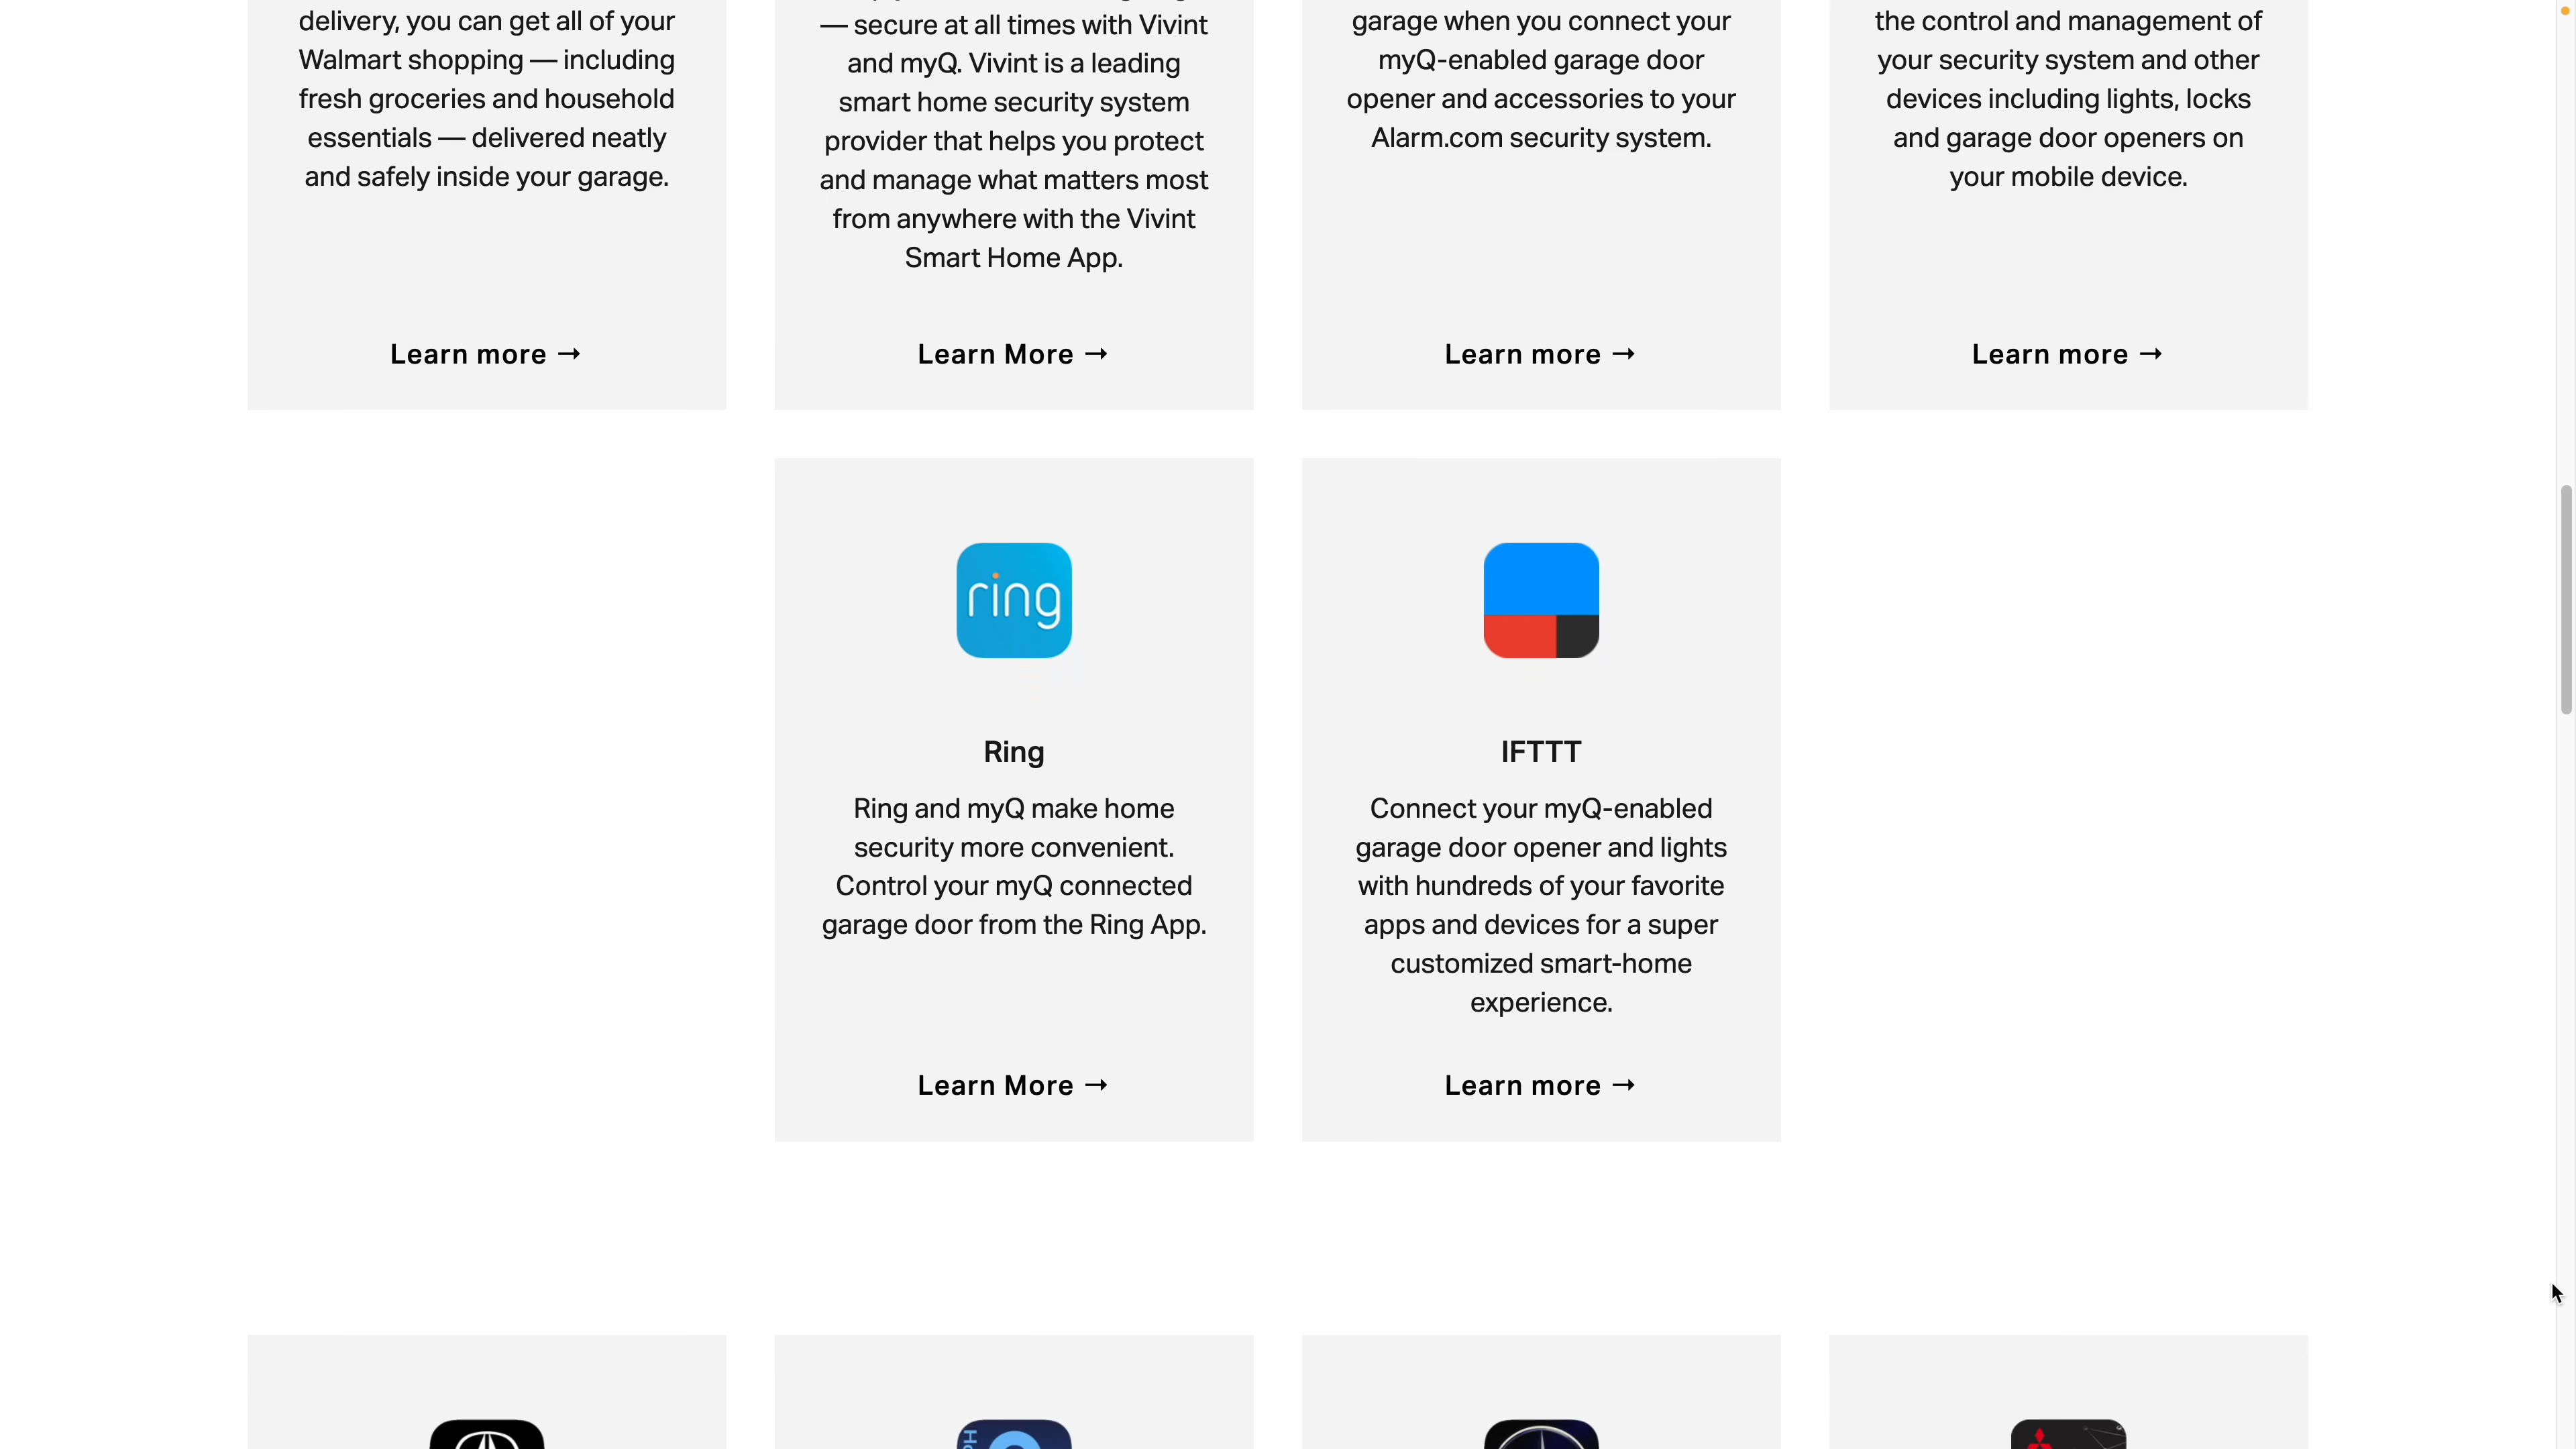 delivery, you can get all of your
Walmart shopping — including
fresh groceries and household
essentials — delivered neatly
and safely inside your garage.
Learn more →
— secure at all times with Vivint
and myQ. Vivint is a leading
smart home security system
provider that helps you protect
and manage what matters most
from anywhere with the Vivint
Smart Home App.
Learn More →
garage when you connect your
myQ-enabled garage door
opener and accessories to your
Alarm.com security system.
Learn more →
the control and management of
your security system and other
devices including lights, locks
and garage door openers on
your mobile device.
Learn more →
ring
Ring
Ring and myQ make home
security more convenient.
Control your myQ connected
garage door from the Ring App.
Learn More →
IFTTT
Connect your myQ-enabled
garage door opener and lights
with hundreds of your favorite
apps and devices for a super
customized smart-home
experience.
Learn more →